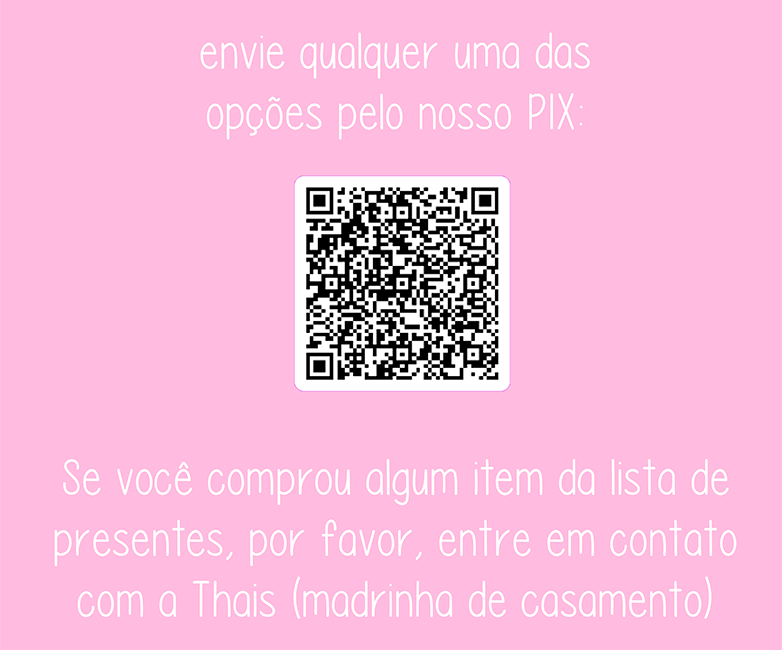 envie qualquer uma das
opções pelo nosso PIX:
Se você comprou algum item da lista de
presentes, por favor, entre em contato
com a Thais (madrinha de casamento)